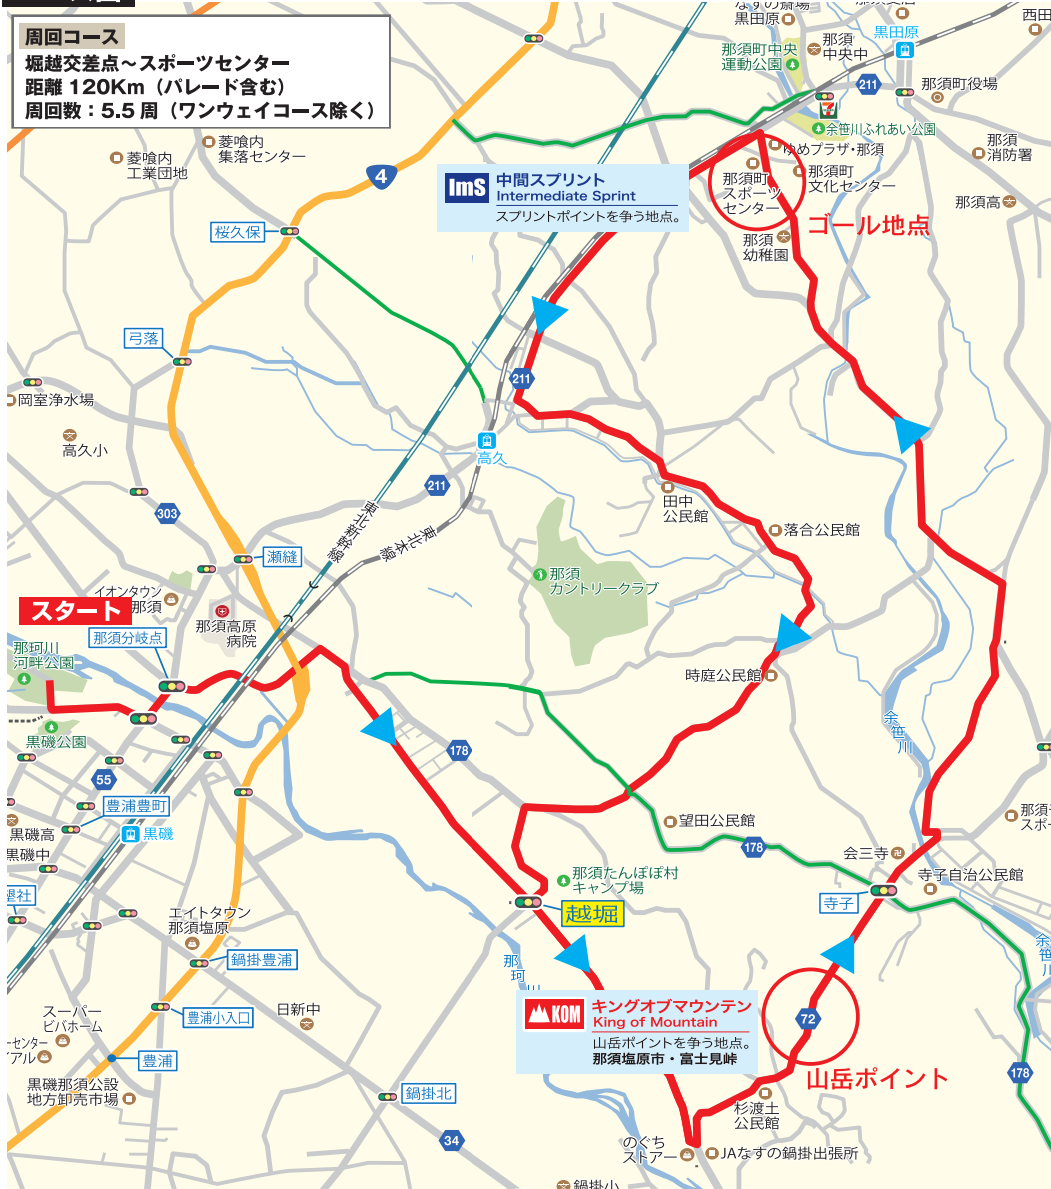 周回コース
堀越交差点～スポーツセンター
距離 120Km（パレード含む）
周回数：5.5 周（ワンウェイコース除く）
黒田原
那須
中央中
黒田原
西田
那須町中央
運動公園
211
那須町役場
余笹川ふれあい公園
那須
消防署
菱喰内
集落センター
菱喰内
工業団地
4
ImS
中間スプリント
Intermediate Sprint
スプリントポイントを争う地点。
ゆめプラザ・那須
那須町
スポーツ
センター
那須町
文化センター
那須高
ゴール地点
那須
幼稚園
桜久保
弓落
岡室浄水場
高久小
211
高久
211
303
東北新幹線
東北本線
田中
公民館
落合公民館
瀬縫
那須
カントリークラブ
イオンタウン
那須
スタート
那須高原
病院
那須分岐点
那珂川
河畔公園
時庭公民館
余笹川
黒磯公園
178
55
豊浦豊町
黒磯高
黒磯
黒磯中
望田公民館
178
那須
スポー
会三寺
寺子自治公民館
那須たんぽぽ村
キャンプ場
寺子
越堀
エイトタウン
那須塩原
鍋掛豊浦
那珂川
余笹川
KOM
キングオブマウンテン
King of Mountain
山岳ポイントを争う地点。
那須塩原市・富士見峠
72
スーパー
ビバホーム
豊浦小入口
日新中
豊浦
山岳ポイント
178
黒磯那須公設
地方卸売市場
鍋掛北
杉渡土
公民館
34
のぐち
ストアー
JAなすの鍋掛出張所
鍋掛小